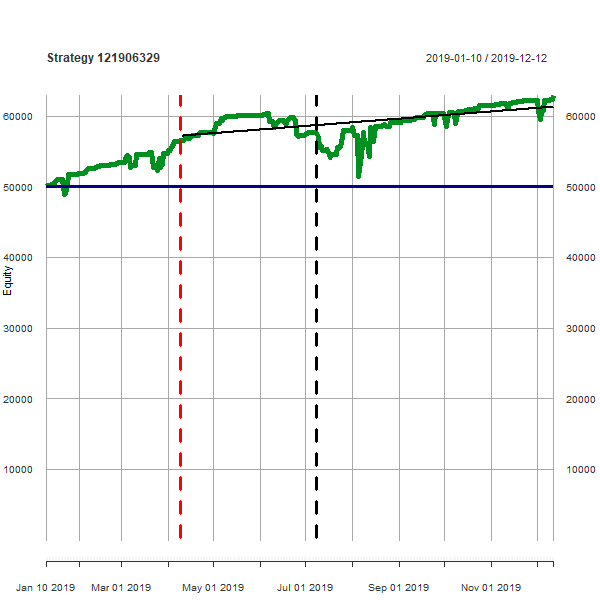 Strategy 121906329
2019-01-10 / 2019-12-12
60000
60000
50000
50000
40000
40000
Equity
30000
30000
20000
20000
10000
10000
Jan 10 2019
Mar 01 2019
May 01 2019
Jul 01 2019
Sep 01 2019
Nov 01 2019